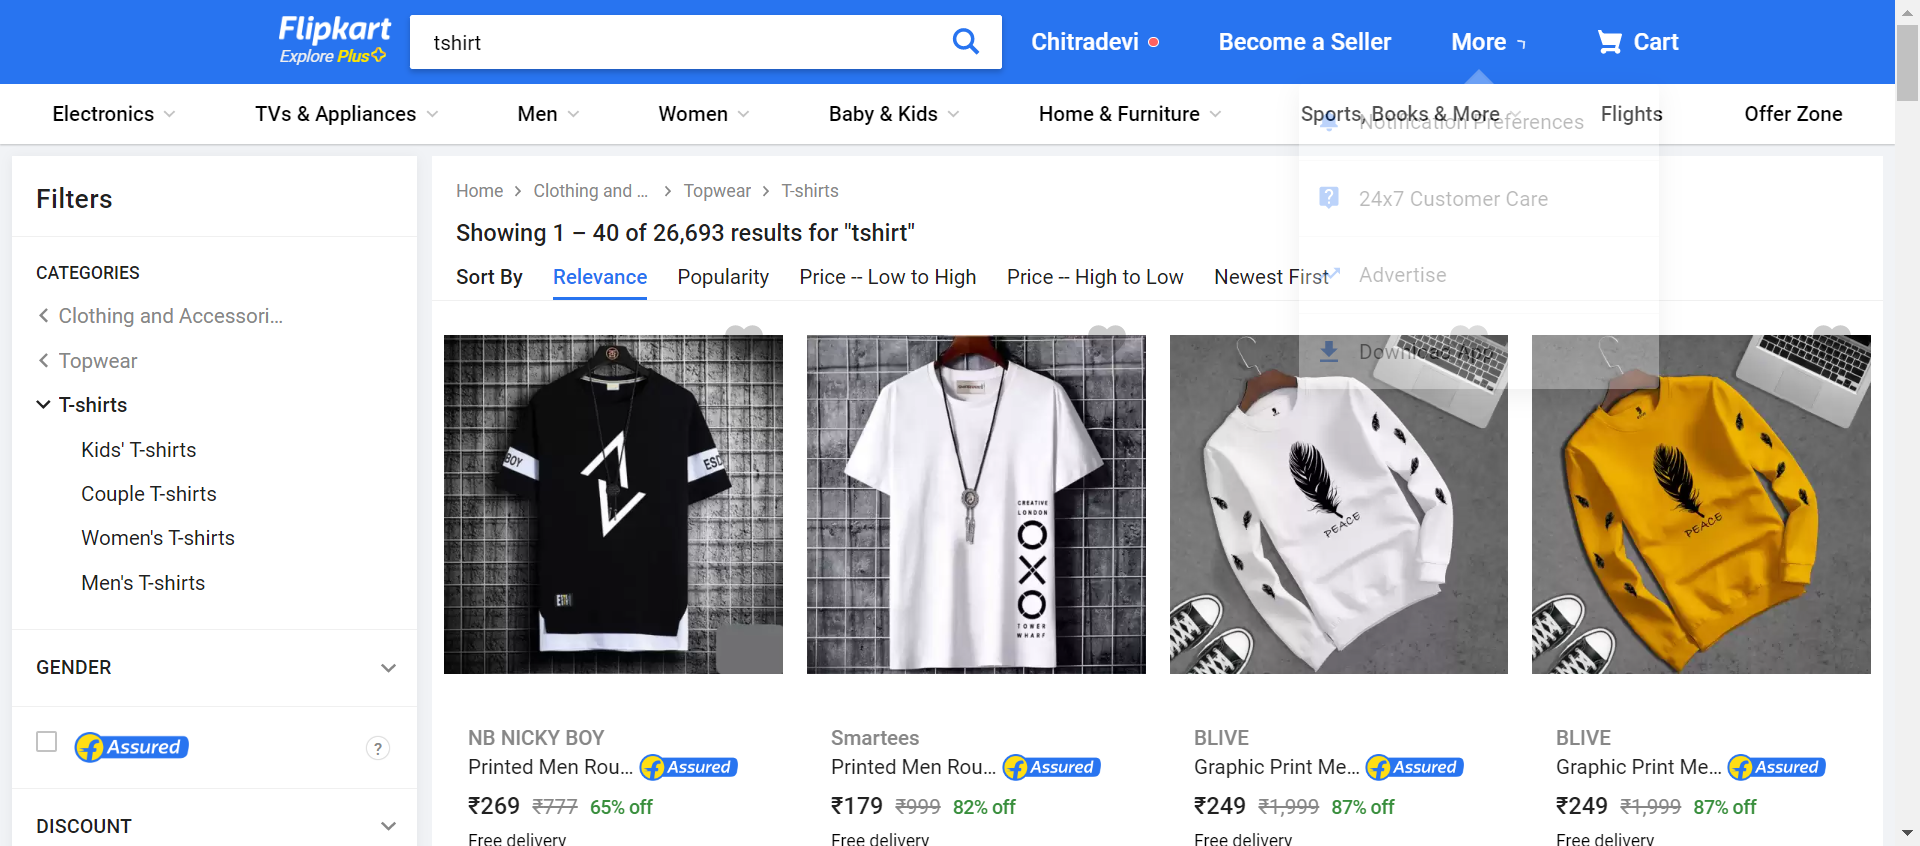 Flipkart
Explore Plus
tshirt
Chitradevi
Become a Seller
More
Cart
Electronics
TVs & Appliances
Men
Women
Baby & Kids
Home & Furniture
Sports, Books & More
Flights
Offer Zone
Notification Preferences
24x7 Customer Care
Advertise
Download App
Filters
CATEGORIES
Clothing and Accessori...
Topwear
T-shirts
Kids' T-shirts
Couple T-shirts
Women's T-shirts
Men's T-shirts
GENDER
Assured
?
DISCOUNT
Home > Clothing and ... > Topwear > T-shirts
Showing 1 – 40 of 26,693 results for "tshirt"
Sort By
Relevance
Popularity
Price -- Low to High
Price -- High to Low
Newest First
BOY
ESD
CREATIVE
LONDON
OXO
TOWER
WHARF
PEACE
PEACE
NB NICKY BOY
Printed Men Rou...
Assured
₹269 ₹777 65% off
Free delivery
Smartees
Printed Men Rou...
Assured
₹179 ₹999 82% off
Free delivery
BLIVE
Graphic Print Me...
Assured
₹249 ₹1,999 87% off
Free delivery
BLIVE
Graphic Print Me...
Assured
₹249 ₹1,999 87% off
Free delivery